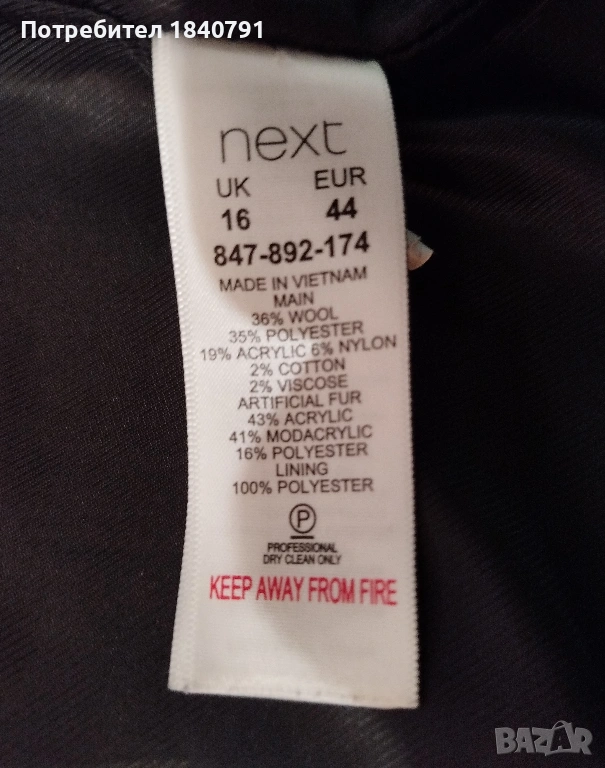 Потребител 1840791
next
UK EUR
16 44
847-892-174
MADE IN VIETNAM
MAIN
36% WOOL
35% POLYESTER
19% ACRYLIC 6% NYLON
2% COTTON
2% VISCOSE
ARTIFICIAL FUR
43% ACRYLIC
41% MODACRYLIC
16% POLYESTER
LINING
100% POLYESTER
P
PROFESSIONAL
DRY CLEAN ONLY
KEEP AWAY FROM FIRE
BAZAR